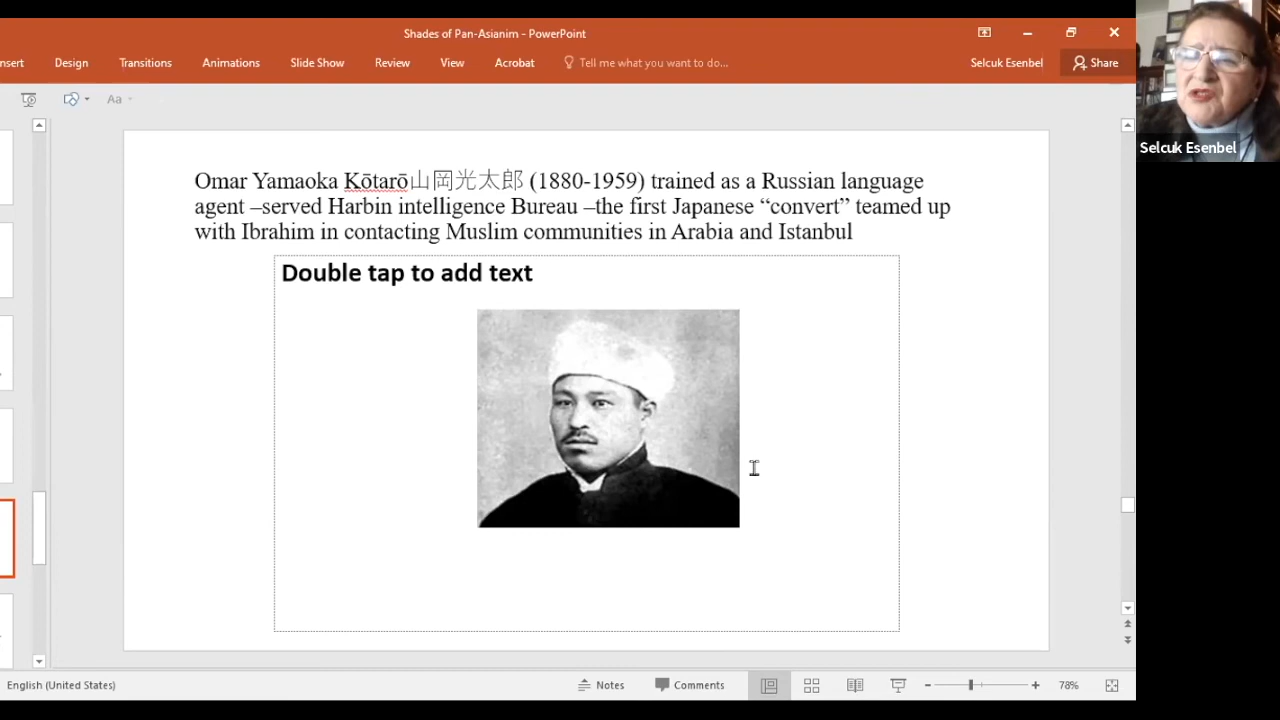 Shades of Pan-Asianim - PowerPoint
nsert Design Transitions Animations Slide Show Review View Acrobat Tell me what you want to do... Selcuk Esenbel Share
Aa
Selcuk Esenbel
Omar Yamaoka Kōtarō山岡光太郎 (1880-1959) trained as a Russian language
agent –served Harbin intelligence Bureau –the first Japanese “convert” teamed up
with Ibrahim in contacting Muslim communities in Arabia and Istanbul
Double tap to add text
English (United States) Notes Comments 78%